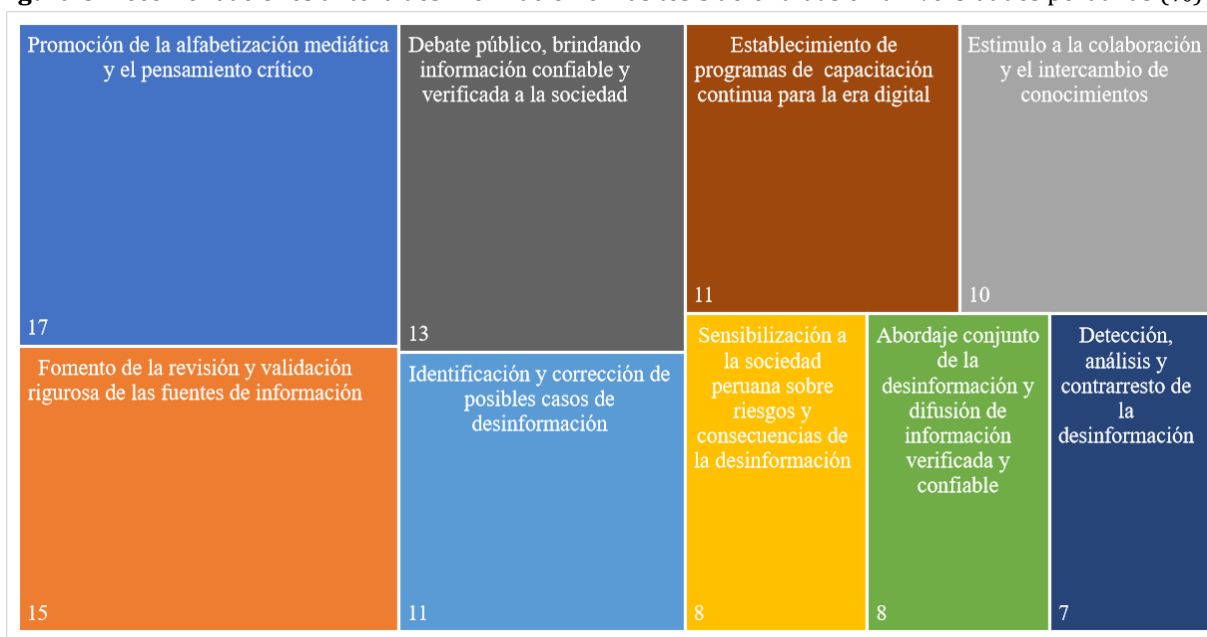 Promoción de la alfabetización mediática
y el pensamiento crítico
17
Debate público, brindando
información confiable y
verificada a la sociedad
13
Establecimiento de
programas de capacitación
continua para la era digital
11
Estimulo a la colaboración
y el intercambio de
conocimientos
10
Fomento de la revisión y validación
rigurosa de las fuentes de información
15
Identificación y corrección de
posibles casos de
desinformación
11
Sensibilización a
la sociedad
peruana sobre
riesgos y
consecuencias de
la desinformación
8
Abordaje conjunto
de la
desinformación y
difusión de
información
verificada y
confiable
8
Detección,
análisis y
contrarresto de
la
desinformación
7